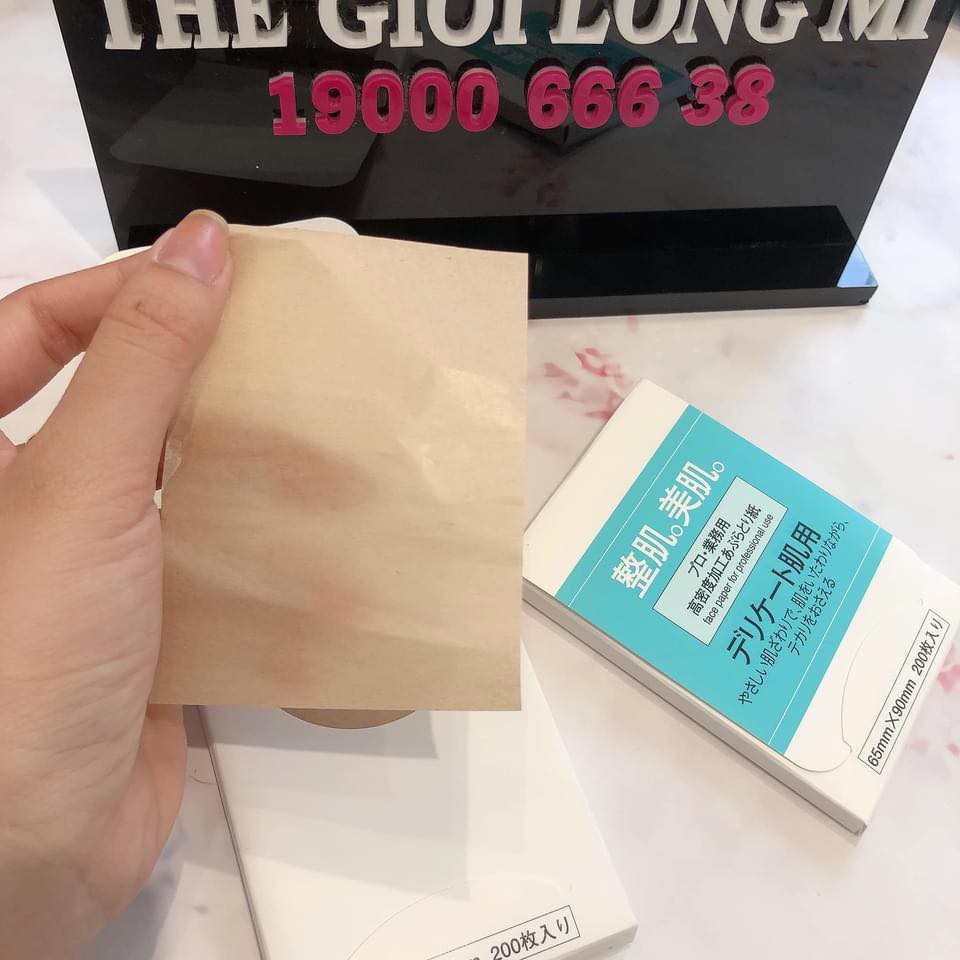 THE GIOI LONG MI
19000 666 38
整肌。美肌。
プロ・業務用
高密度加工あぶらとり紙
face paper for professional use
デリケート肌用
やさしい肌ざわりで、肌をいたわりながら、
テカリをおさえる
65mm×90mm 200枚入り
200枚入り